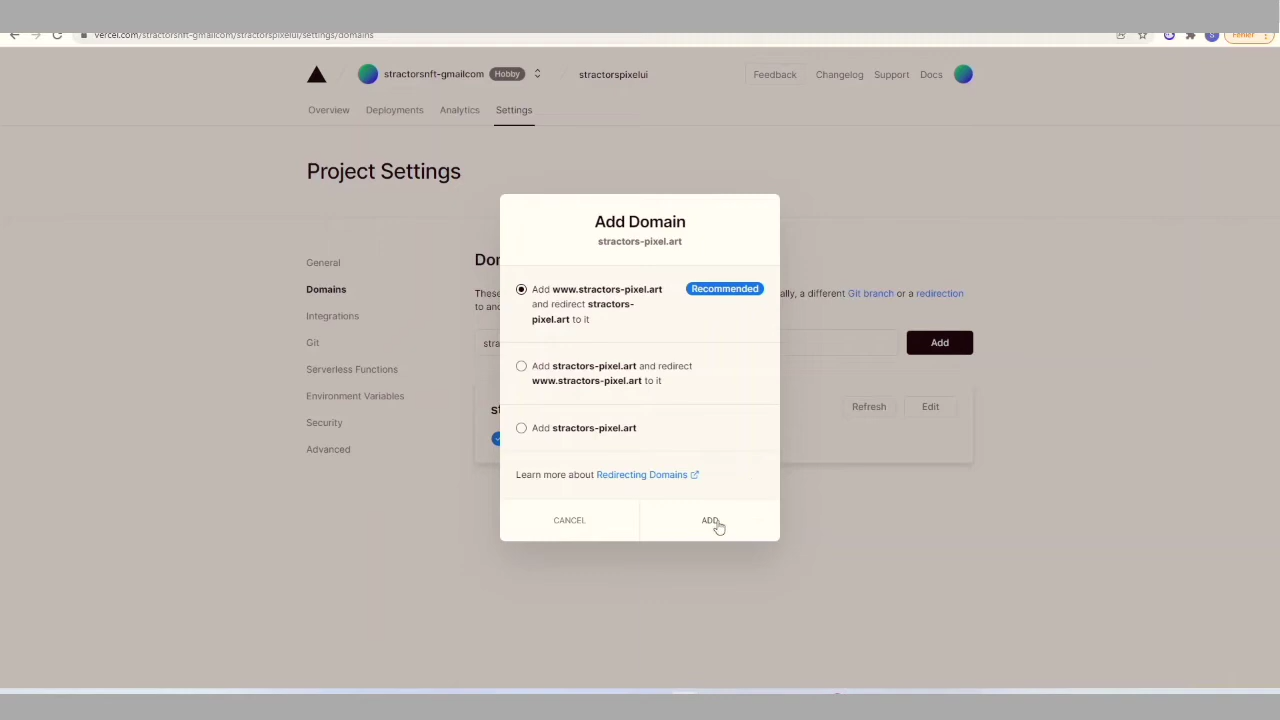 vercel.com/stractorsnft-gmailcom/stractorspixelui/settings/domains
stractorsnft-gmailcom Hobby stractorspixelui Feedback Changelog Support Docs
Overview Deployments Analytics Settings
Project Settings
Add Domain
stractors-pixel.art
General
Domains
Integrations
Git
Serverless Functions
Environment Variables
Security
Advanced
These
ally, a different Git branch or a redirection
to
Add
Refresh Edit
Add www.stractors-pixel.art Recommended
and redirect stractors-
pixel.art to it
Add stractors-pixel.art and redirect
www.stractors-pixel.art to it
Add stractors-pixel.art
Learn more about Redirecting Domains
CANCEL ADD